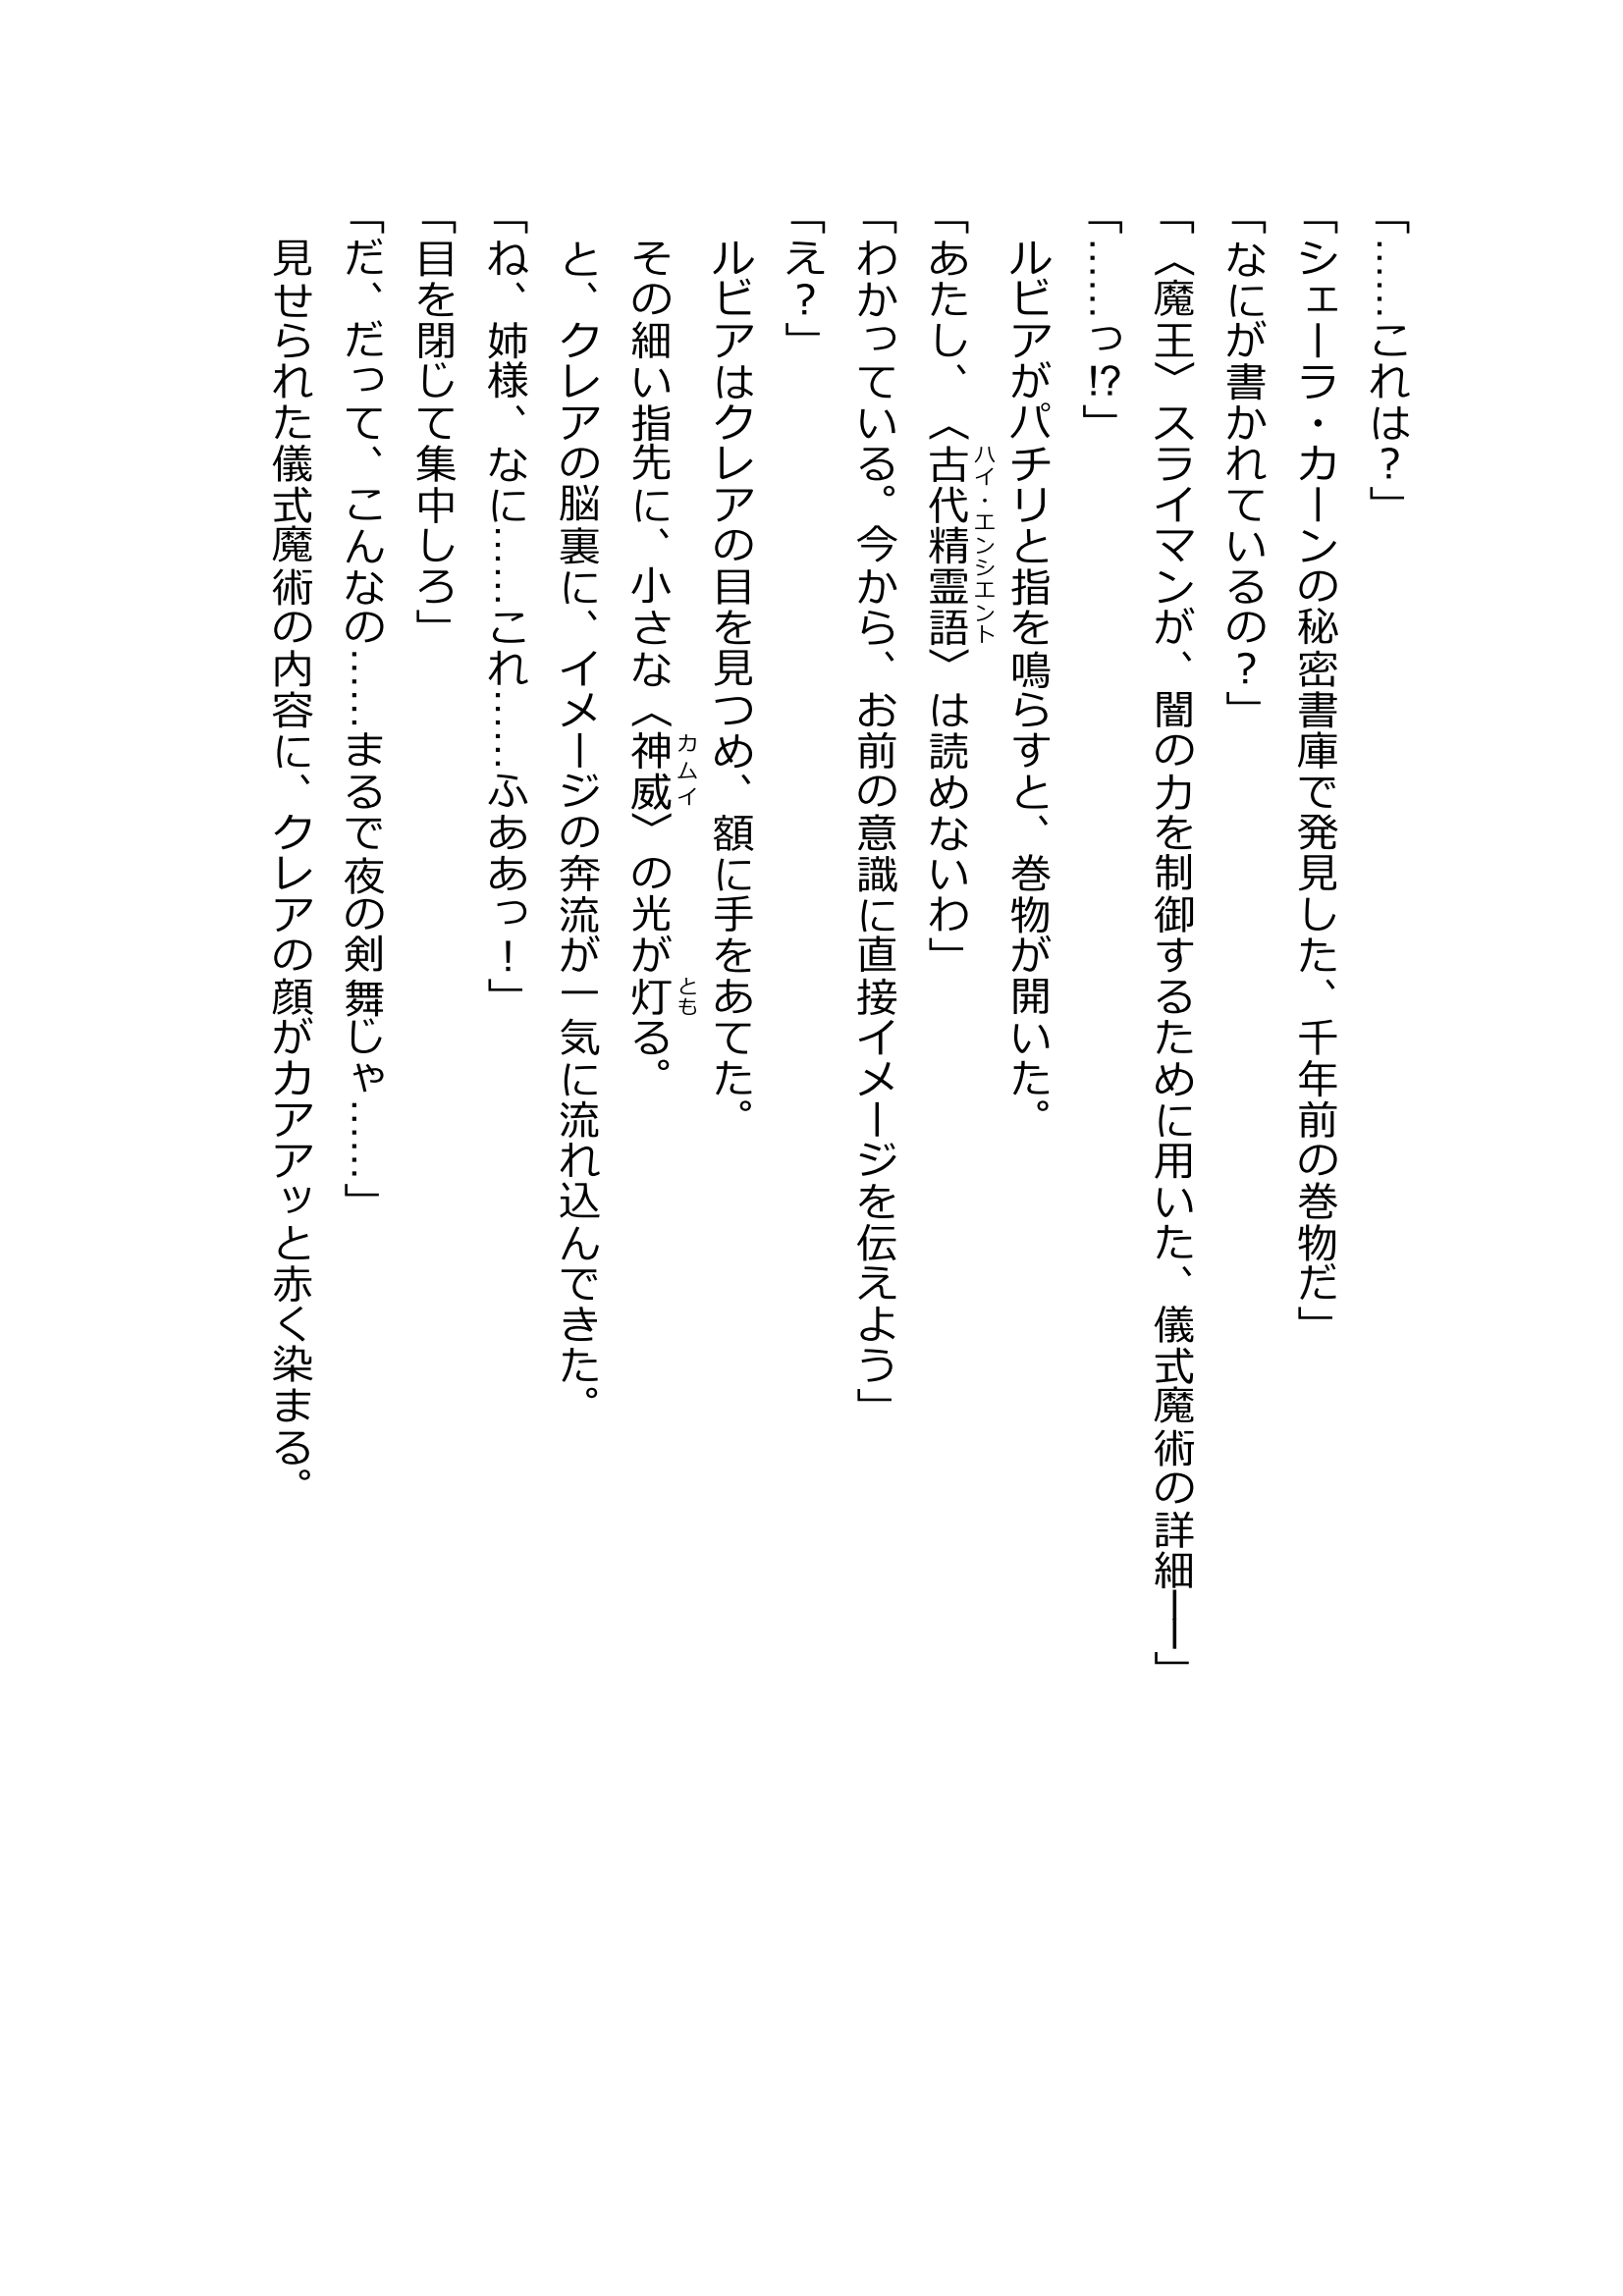 「……これは？」
「シェーラ・カーンの秘密書庫で発見した、千年前の巻物だ」
「なにが書かれているの？」
「〈魔王〉スライマンが、闇の力を制御するために用いた、儀式魔術の詳細――」
「……っ⁉」
　ルビアがパチリと指を鳴らすと、巻物が開いた。
ハイ・エンシエント
「あたし、〈古代精霊語〉は読めないわ」
「わかっている。今から、お前の意識に直接イメージを伝えよう」
「え？」
　ルビアはクレアの目を見つめ、額に手をあてた。
カムイ　とも
　その細い指先に、小さな〈神威〉の光が灯る。
　と、クレアの脳裏に、イメージの奔流が一気に流れ込んできた。
「ね、姉様、なに……これ……ふああっ！」
「目を閉じて集中しろ」
「だ、だって、こんなの……まるで夜の剣舞じゃ……」
　見せられた儀式魔術の内容に、クレアの顔がカアアッと赤く染まる。